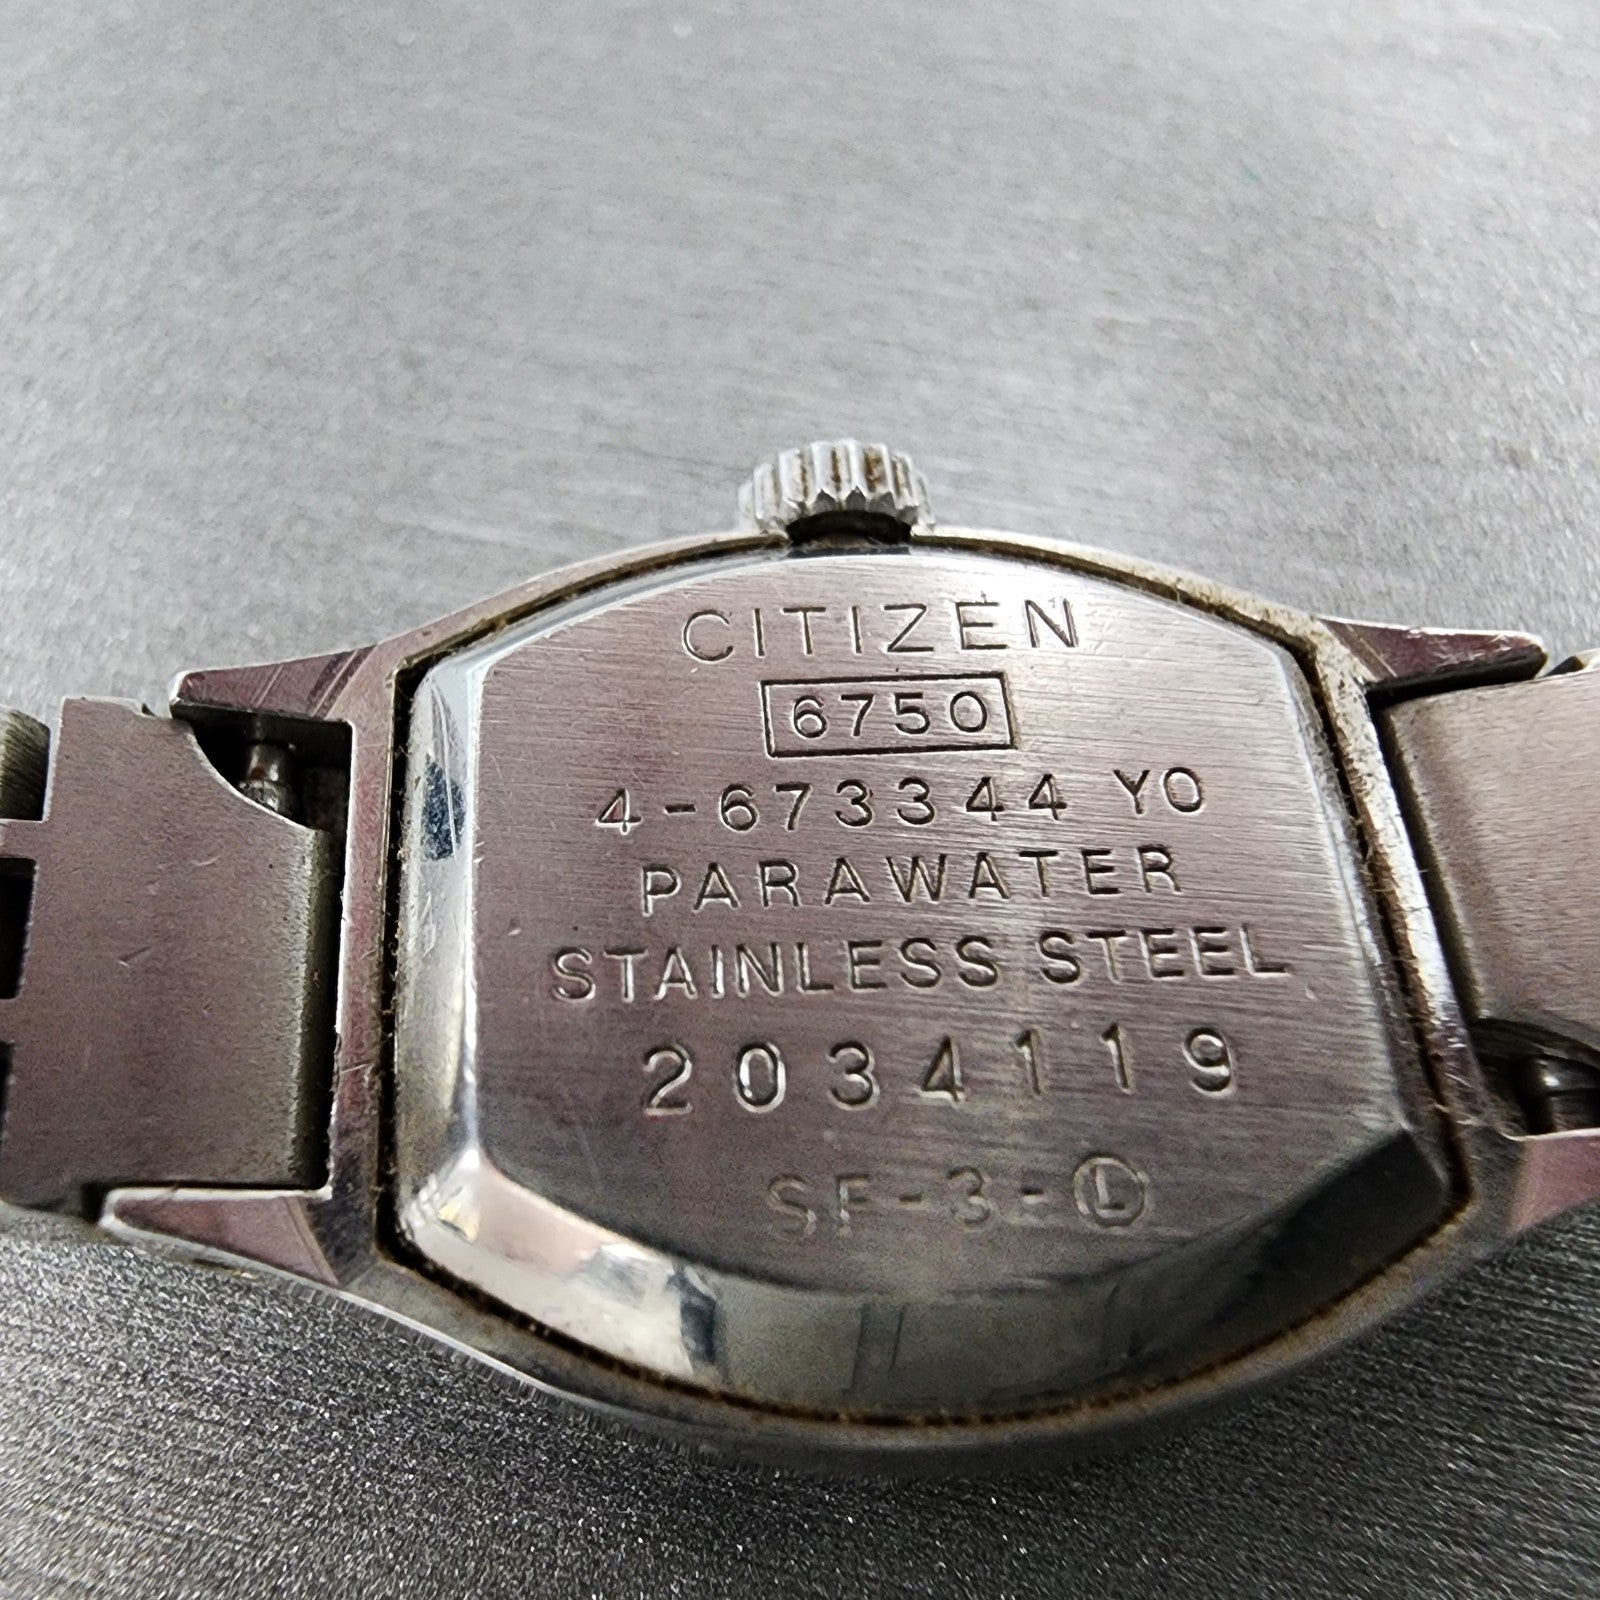 CITIZEN
6750
4-673344 YO
PARAWATER
STAINLESS STEEL
2034119
SF-3-Ⓛ